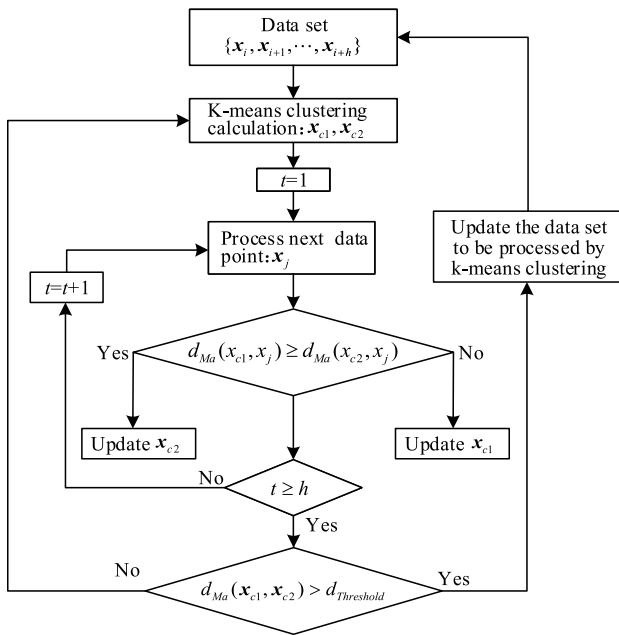 Data set
{x_i, x_{i+1}, ⋯, x_{i+h}}
K-means clustering
calculation: x_{c1}, x_{c2}
t=1
Process next data
point: x_j
t=t+1
Update the data set
to be processed by
k-means clustering
Yes
d_{Ma}(x_{c1}, x_j) ≥ d_{Ma}(x_{c2}, x_j)
No
Update x_{c2}
Update x_{c1}
No
t ≥ h
Yes
No
d_{Ma}(x_{c1}, x_{c2}) > d_{Threshold}
Yes